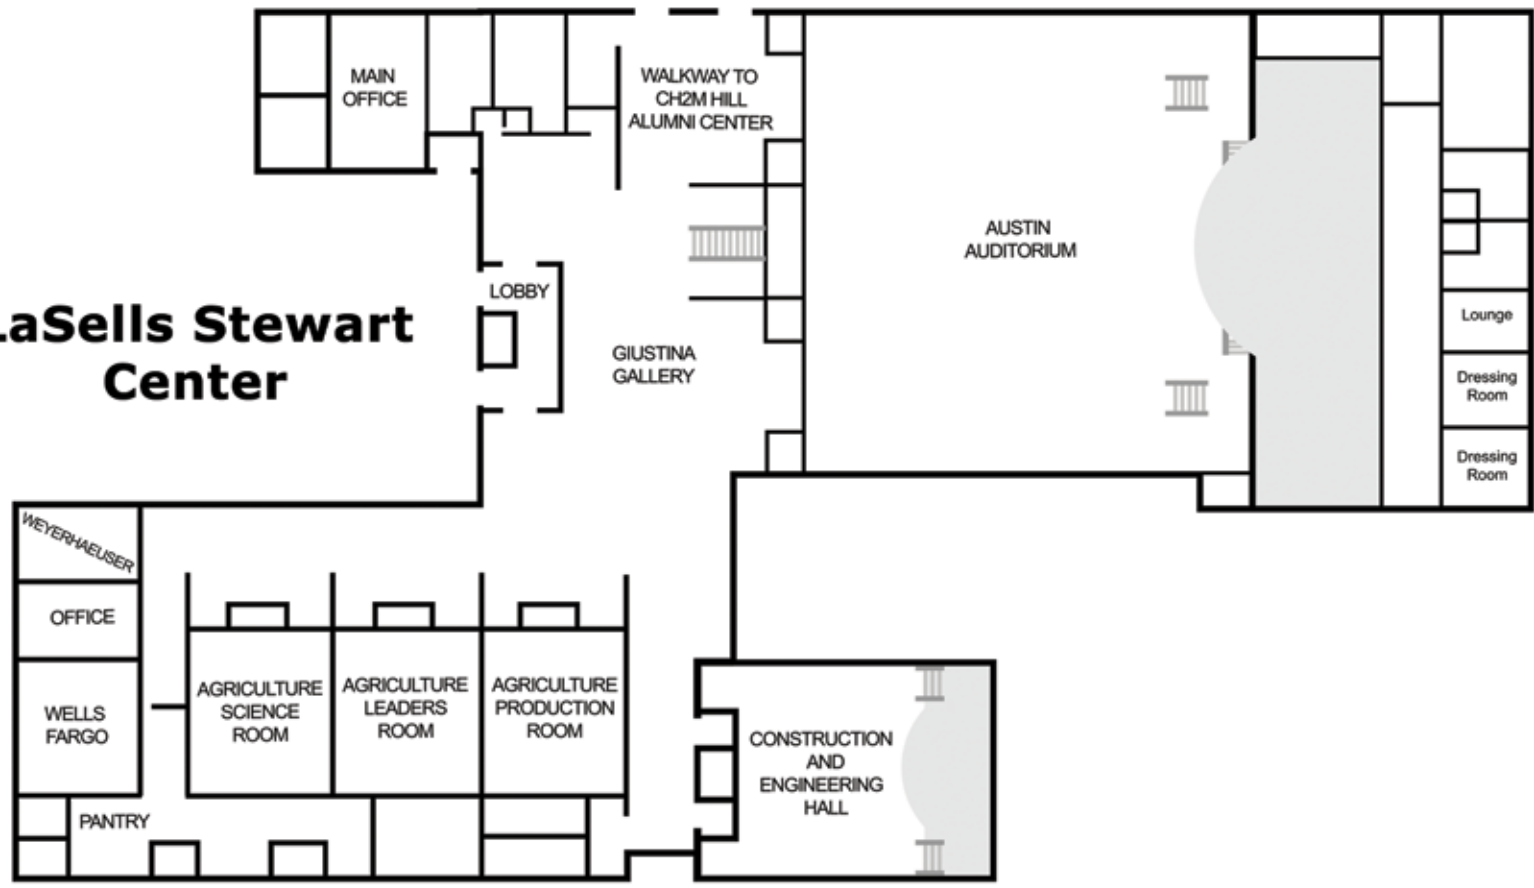 MAIN
OFFICE
WALKWAY TO
CH2M HILL
ALUMNI CENTER
AUSTIN
AUDITORIUM
LOBBY
GIUSTINA
GALLERY
LaSells Stewart
Center
Lounge
Dressing
Room
Dressing
Room
WEYERHAEUSER
OFFICE
WELLS
FARGO
PANTRY
AGRICULTURE
SCIENCE
ROOM
AGRICULTURE
LEADERS
ROOM
AGRICULTURE
PRODUCTION
ROOM
CONSTRUCTION
AND
ENGINEERING
HALL